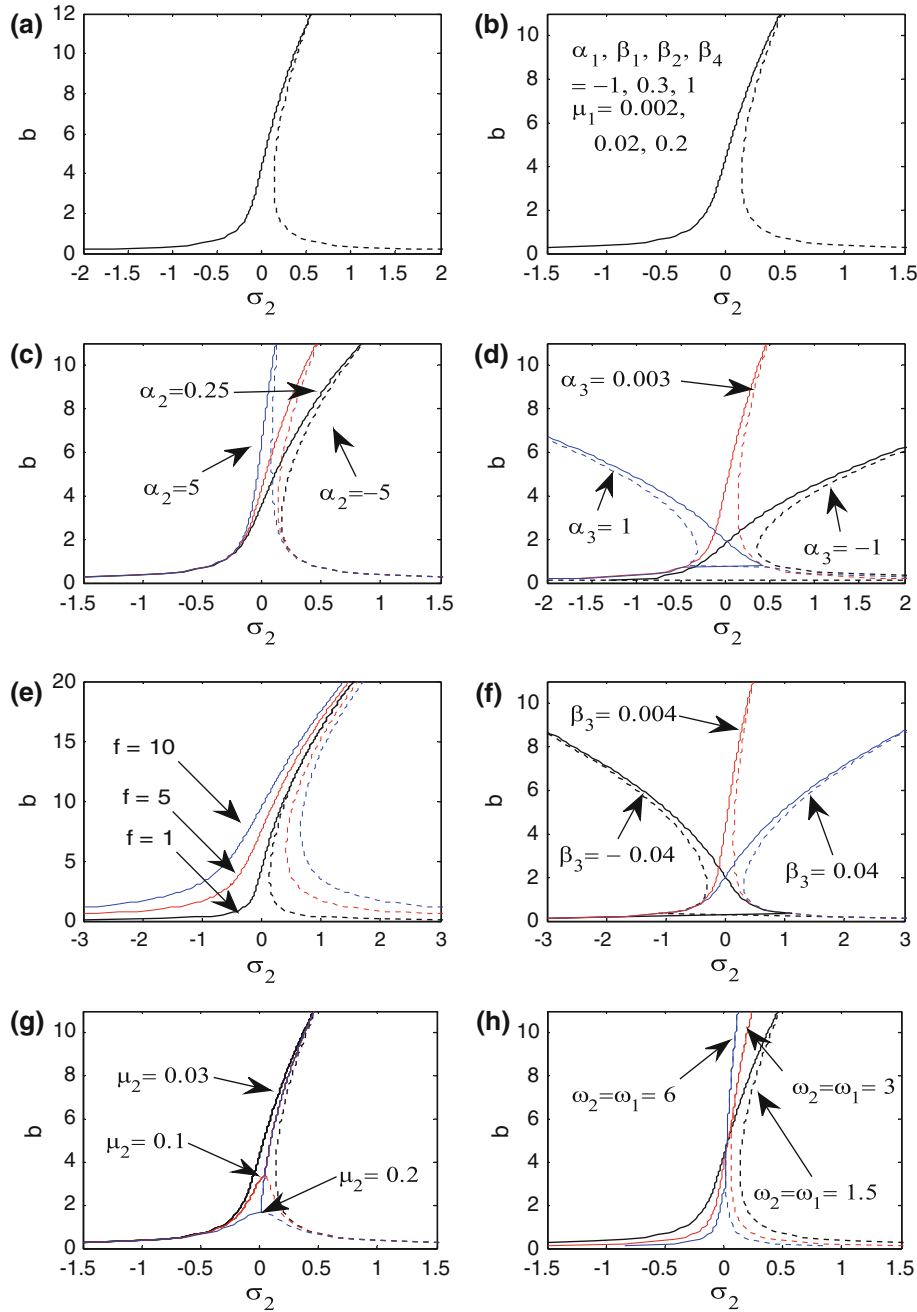 (a)
12
10
8
6
4
2
0
b
-2 -1.5 -1 -0.5 0 0.5 1 1.5 2
σ2
(b)
10
8
6
4
2
0
b
α1, β1, β2, β4
= -1, 0.3, 1
μ1= 0.002,
0.02, 0.2
-1.5 -1 -0.5 0 0.5 1 1.5
σ2
(c)
10
8
6
4
2
0
b
α2=0.25
α2=5
α2=-5
-1.5 -1 -0.5 0 0.5 1 1.5
σ2
(d)
10
8
6
4
2
0
b
α3= 0.003
α3= 1
α3= -1
-2 -1.5 -1 -0.5 0 0.5 1 1.5 2
σ2
(e)
20
15
10
5
0
b
f = 10
f = 5
f = 1
-3 -2 -1 0 1 2 3
σ2
(f)
10
8
6
4
2
0
b
β3= 0.004
β3= - 0.04
β3= 0.04
-3 -2 -1 0 1 2 3
σ2
(g)
10
8
6
4
2
0
b
μ2= 0.03
μ2= 0.1
μ2= 0.2
-1.5 -1 -0.5 0 0.5 1 1.5
σ2
(h)
10
8
6
4
2
0
b
ω2=ω1= 6
ω2=ω1= 3
ω2=ω1= 1.5
-1.5 -1 -0.5 0 0.5 1 1.5
σ2